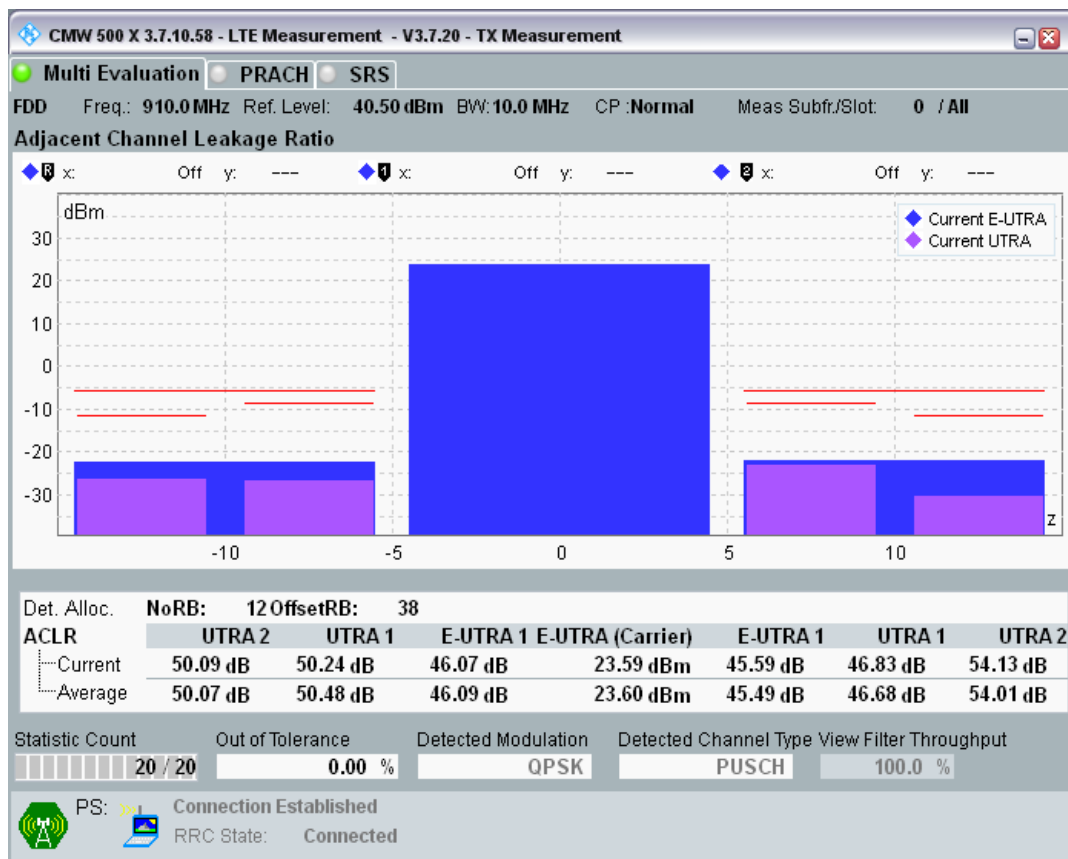 CMW 500 X 3.7.10.58 - LTE Measurement - V3.7.20 - TX Measurement
Multi Evaluation PRACH SRS
FDD Freq.: 910.0 MHz Ref. Level: 40.50 dBm BW: 10.0 MHz CP :Normal Meas Subfr./Slot: 0 / All
Adjacent Channel Leakage Ratio
R x: Off y: --- 1 x: Off y: --- 2 x: Off y: ---
dBm
Current E-UTRA
Current UTRA
30
20
10
0
-10
-20
-30
z
-10 -5 0 5 10
Det. Alloc. NoRB: 12 OffsetRB: 38
ACLR UTRA 2 UTRA 1 E-UTRA 1 E-UTRA (Carrier) E-UTRA 1 UTRA 1 UTRA 2
Current 50.09 dB 50.24 dB 46.07 dB 23.59 dBm 45.59 dB 46.83 dB 54.13 dB
Average 50.07 dB 50.48 dB 46.09 dB 23.60 dBm 45.49 dB 46.68 dB 54.01 dB
Statistic Count Out of Tolerance Detected Modulation Detected Channel Type View Filter Throughput
20 / 20 0.00 % QPSK PUSCH 100.0 %
PS: Connection Established
RRC State: Connected